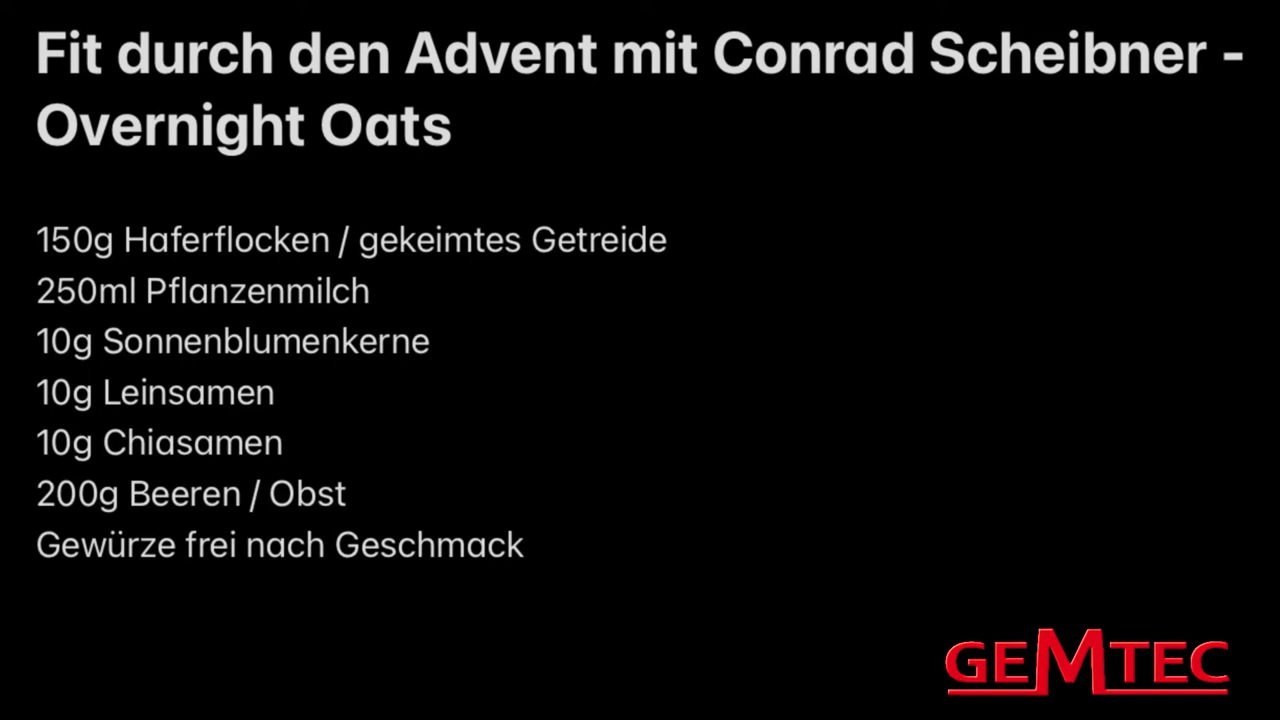 Fit durch den Advent mit Conrad Scheibner -
Overnight Oats
150g Haferflocken / gekeimtes Getreide
250ml Pflanzenmilch
10g Sonnenblumenkerne
10g Leinsamen
10g Chiasamen
200g Beeren / Obst
Gewürze frei nach Geschmack
GEMTEC